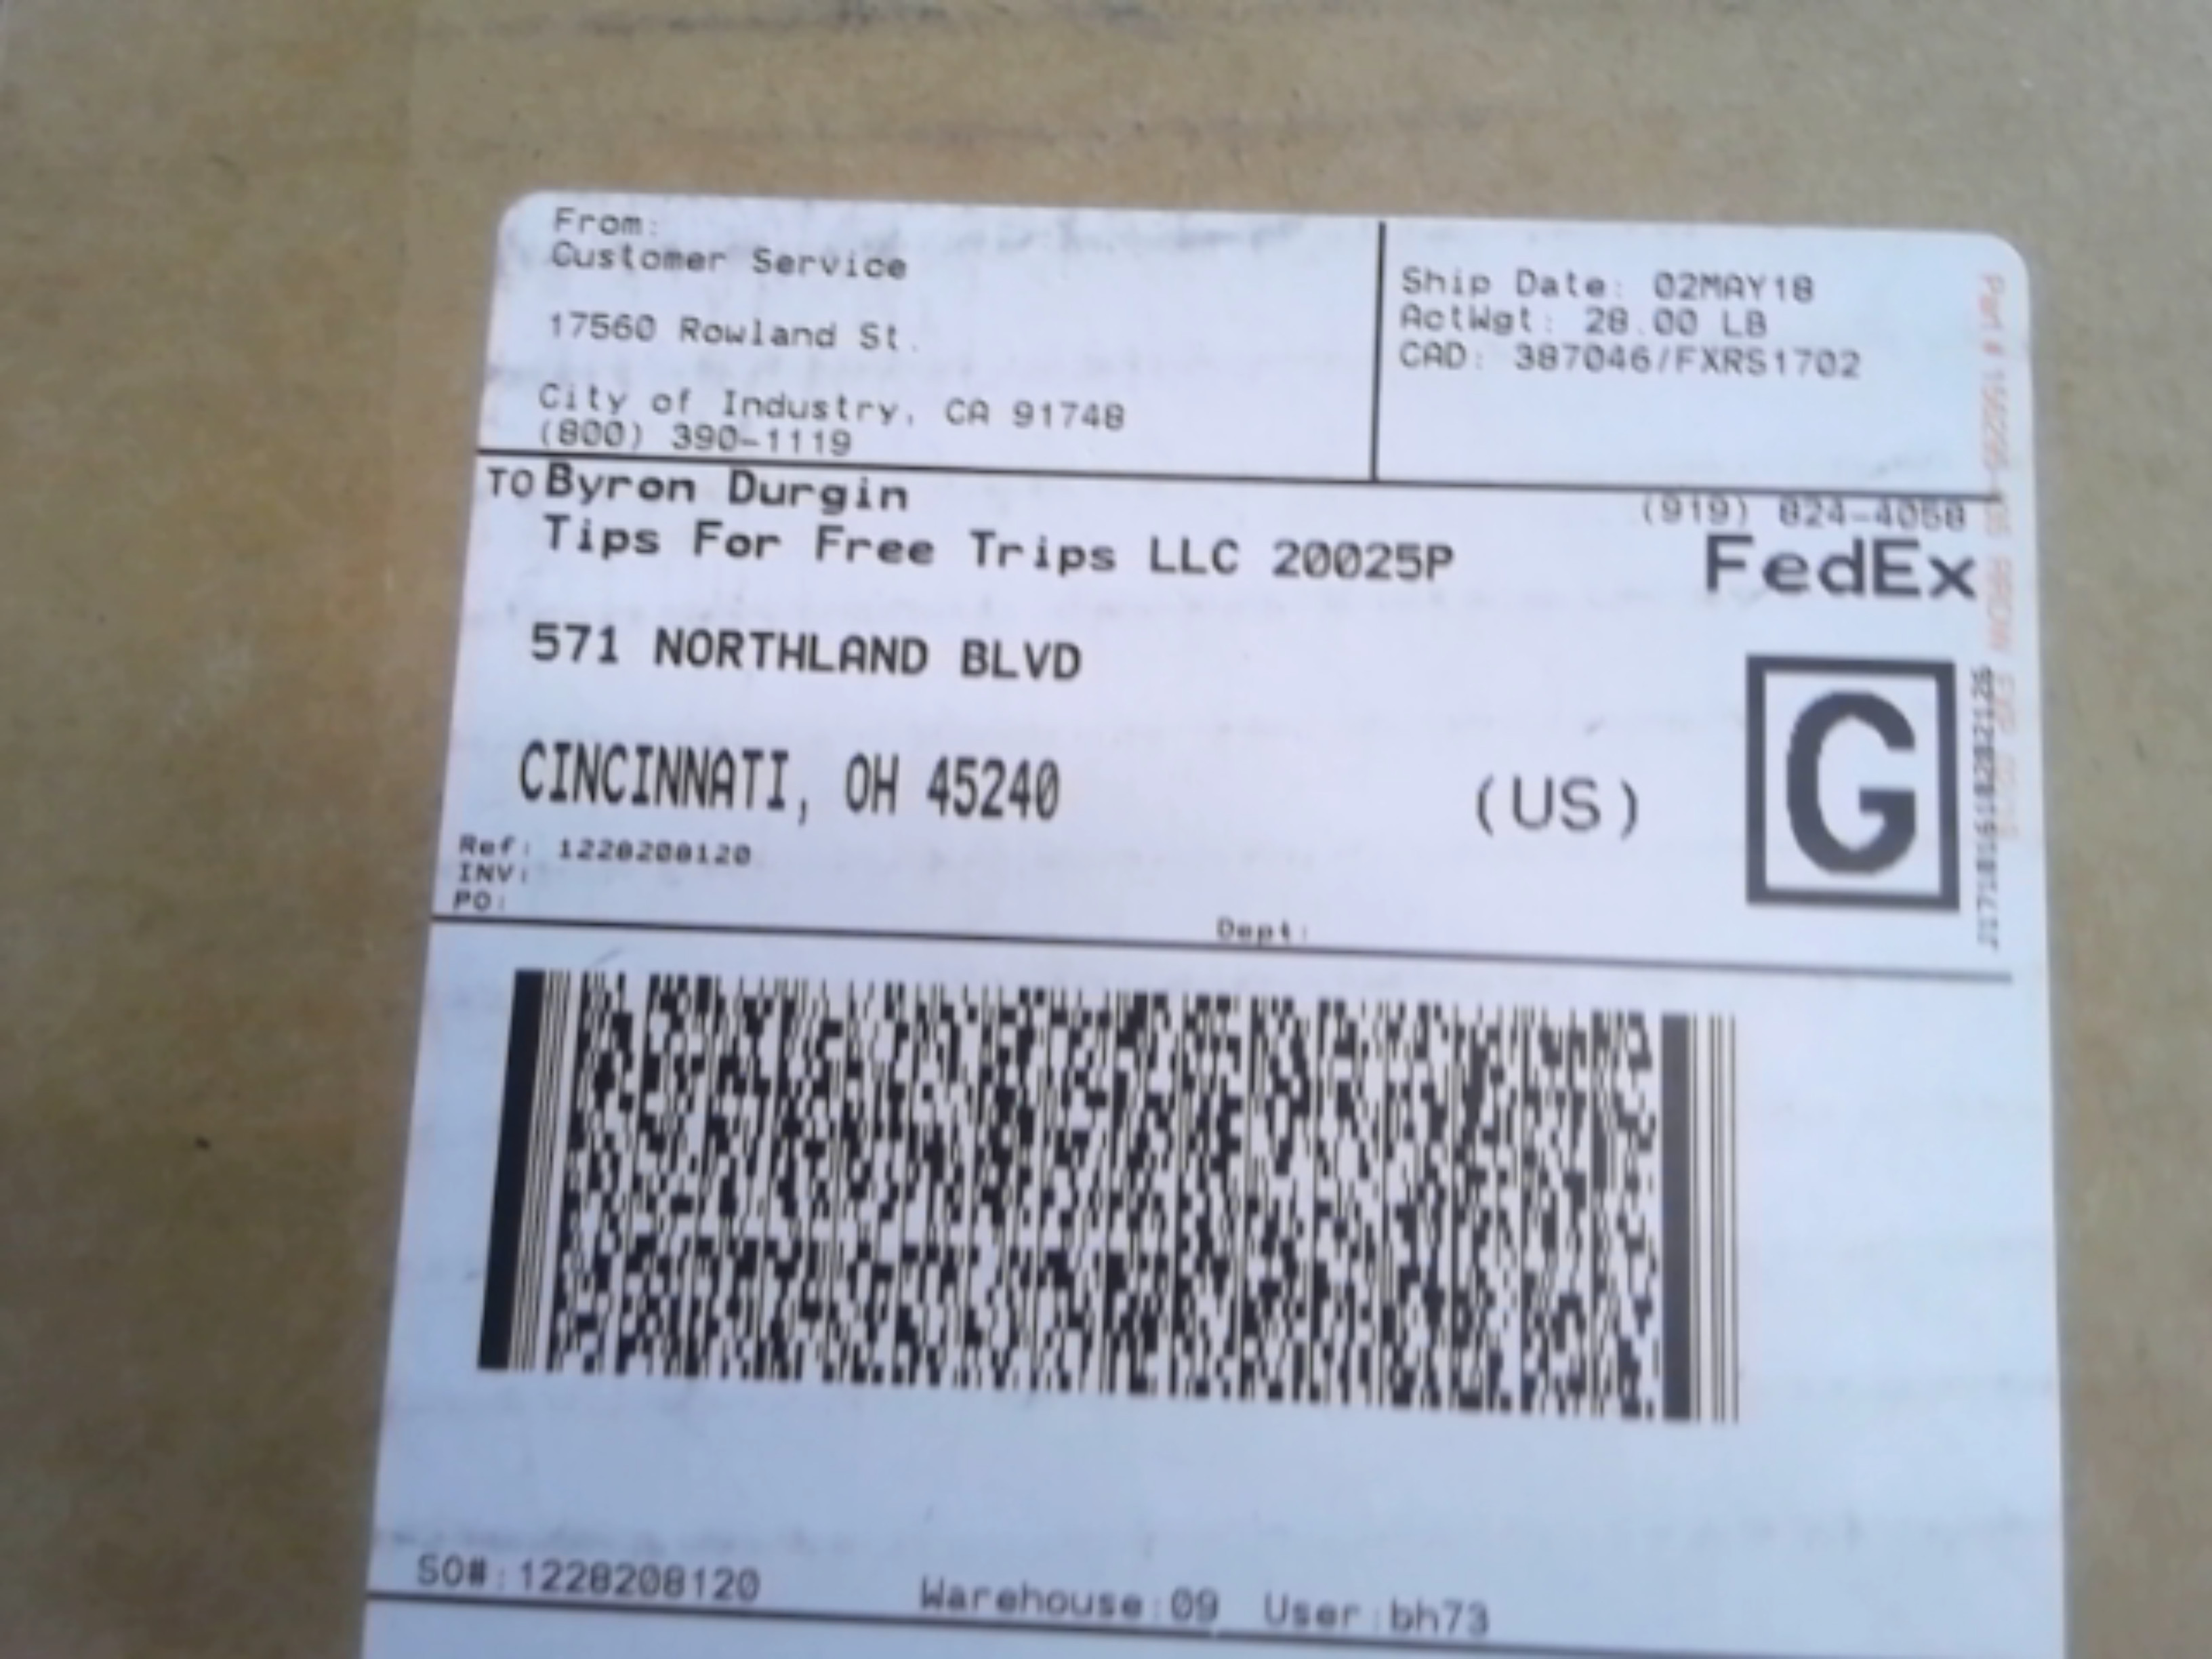 From:
Customer Service
17560 Rowland St.
City of Industry, CA 91748
(800) 390-1119
Ship Date: 02MAY18
ActWgt: 28.00 LB
CAD: 387046/FXRS1702
TO Byron Durgin
Tips For Free Trips LLC 20025P
(919) 824-4058
FedEx
571 NORTHLAND BLVD
CINCINNATI, OH 45240
(US)
G
Ref: 1228208120
INV:
PO:
Dept:
SO#:1228208120 Warehouse:09 User:bh73
Part #